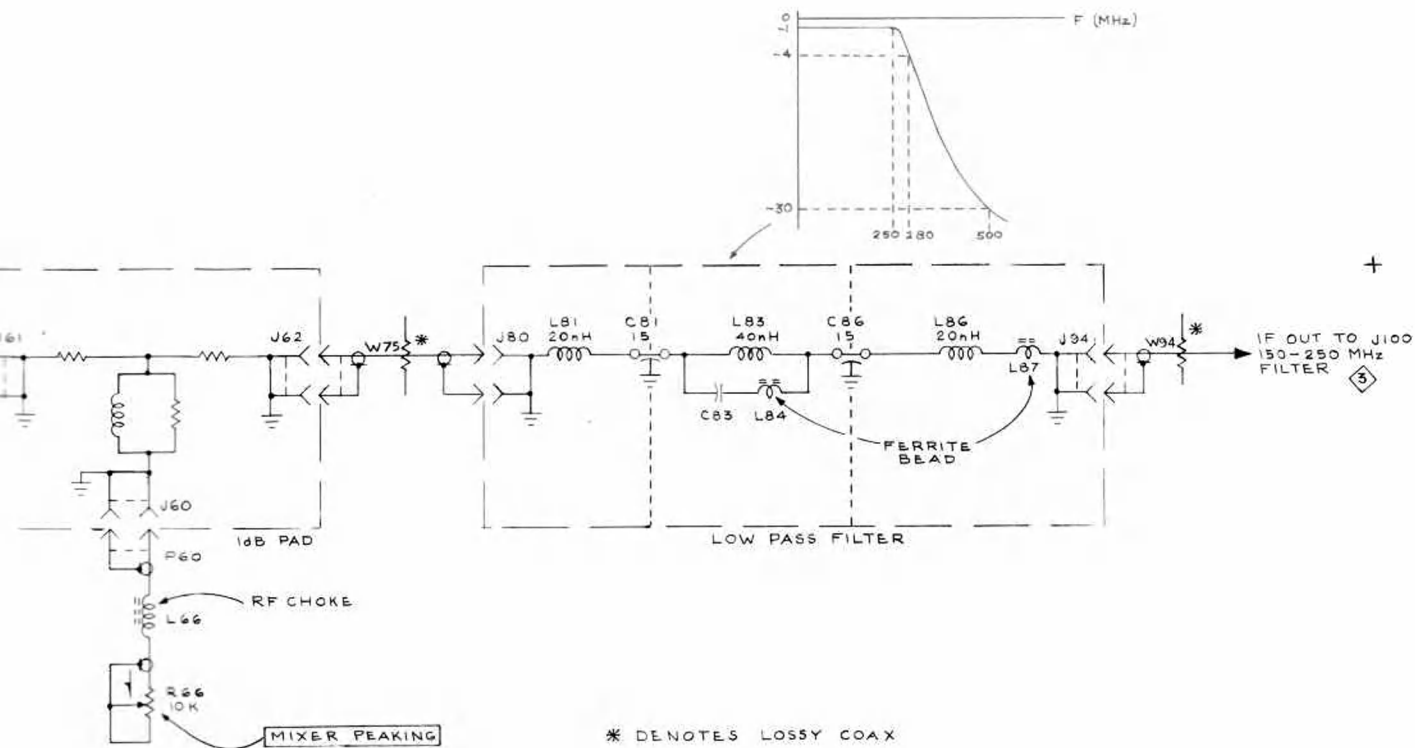 0
-1
-4
-30
F (MHz)
250 280 500
J61
J62
W75
*
J80
L81
20nH
C81
15
L83
40nH
C83
L84
C86
15
L86
20nH
L87
J94
W94
*
IF OUT TO J100
150-250 MHz
FILTER
3
FERRITE
BEAD
J60
1dB PAD
LOW PASS FILTER
P60
RF CHOKE
L66
R66
10K
MIXER PEAKING
* DENOTES LOSSY COAX